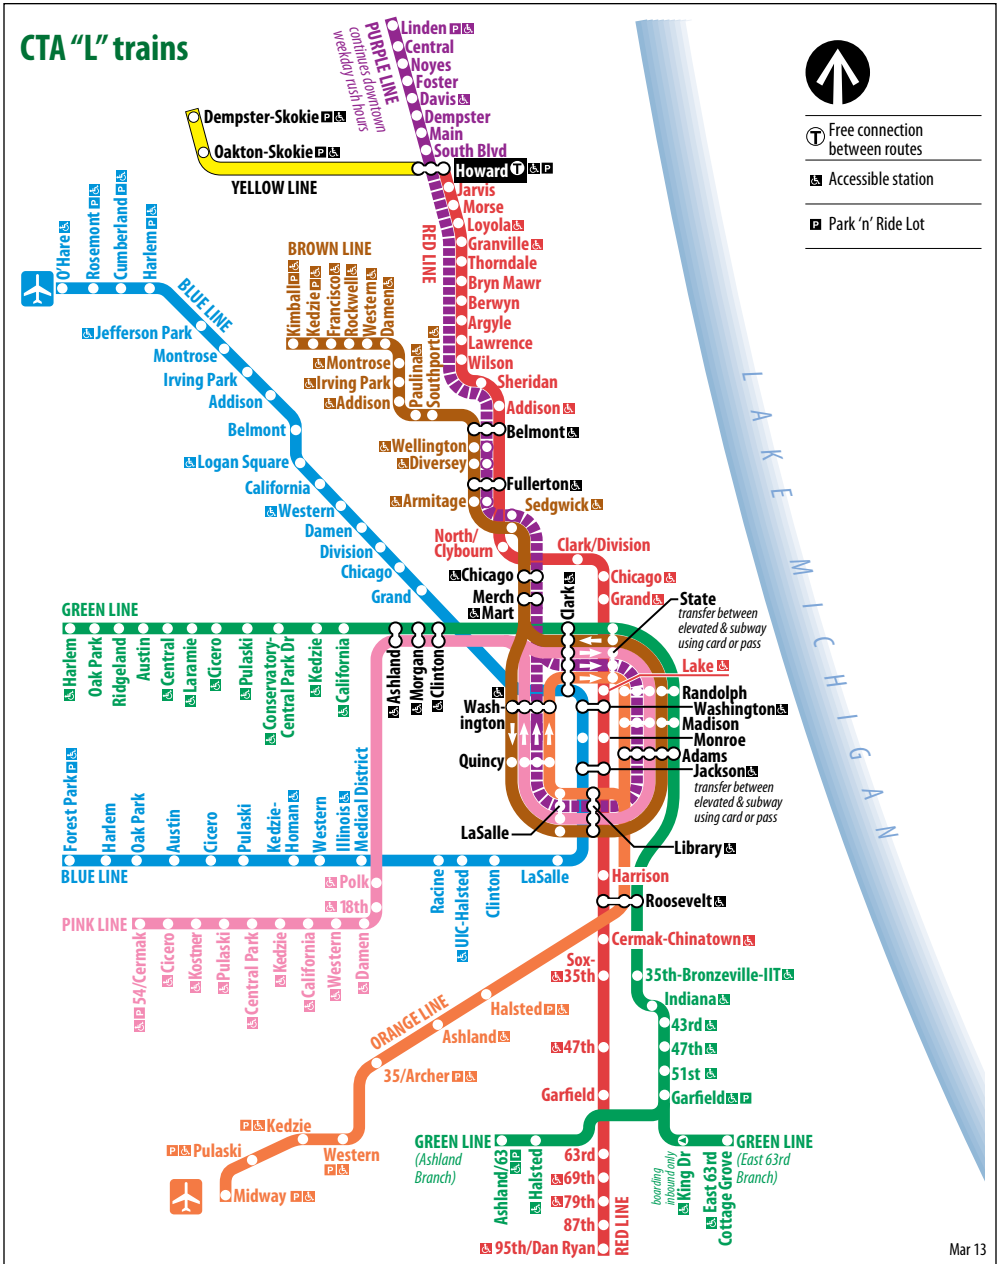 CTA “L” trains
PURPLE LINE
continues downtown
weekday rush hours
Linden P
Central
Noyes
Foster
Davis
Dempster
Main
South Blvd
Howard T P
Dempster-Skokie P
Oakton-Skokie P
YELLOW LINE
T Free connection
between routes
Accessible station
P Park ‘n’ Ride Lot
RED LINE
Jarvis
Morse
Loyola
Granville
Thorndale
Bryn Mawr
Berwyn
Argyle
Lawrence
Wilson
Sheridan
Addison
Belmont
Fullerton
BROWN LINE
Kimball P
Kedzie P
Francisco
Rockwell
Western
Damen
Montrose
Irving Park
Addison
Paulina
Southport
Wellington
Diversey
Armitage
Sedgwick
O’Hare
Rosemont P
Cumberland P
Harlem P
BLUE LINE
Jefferson Park
Montrose
Irving Park
Addison
Belmont
Logan Square
California
Western
Damen
Division
Chicago
Grand
North/
Clybourn
Clark/Division
Chicago
Grand
Chicago
Merch
Mart
Clark
State
transfer between
elevated & subway
using card or pass
Lake
GREEN LINE
Harlem
Oak Park
Ridgeland
Austin
Central
Laramie
Cicero
Pulaski
Conservatory-
Central Park Dr
Kedzie
California
Ashland
Morgan
Clinton
Wash-
ington
Quincy
LaSalle
Randolph
Washington
Madison
Monroe
Adams
Jackson
transfer between
elevated & subway
using card or pass
Library
LAKE MICHIGAN
Forest Park P
Harlem
Oak Park
Austin
Cicero
Pulaski
Kedzie-
Homan
Western
Illinois
Medical District
BLUE LINE
Racine
UIC-Halsted
Clinton
LaSalle
Harrison
Roosevelt
Polk
18th
PINK LINE
P 54/Cermak
Cicero
Kostner
Pulaski
Central Park
Kedzie
California
Western
Damen
Cermak-Chinatown
Sox-
35th
35th-Bronzeville-IIT
Indiana
43rd
47th
51st
Garfield P
ORANGE LINE
Halsted P
Ashland
35/Archer P
P Kedzie
Western
P
P Pulaski
Midway P
47th
Garfield
63rd
69th
79th
87th
95th/Dan Ryan
RED LINE
GREEN LINE
(Ashland
Branch)
Ashland/63
P
Halsted
boarding
inbound only
King Dr
East 63rd
Cottage Grove
GREEN LINE
(East 63rd
Branch)
Mar 13